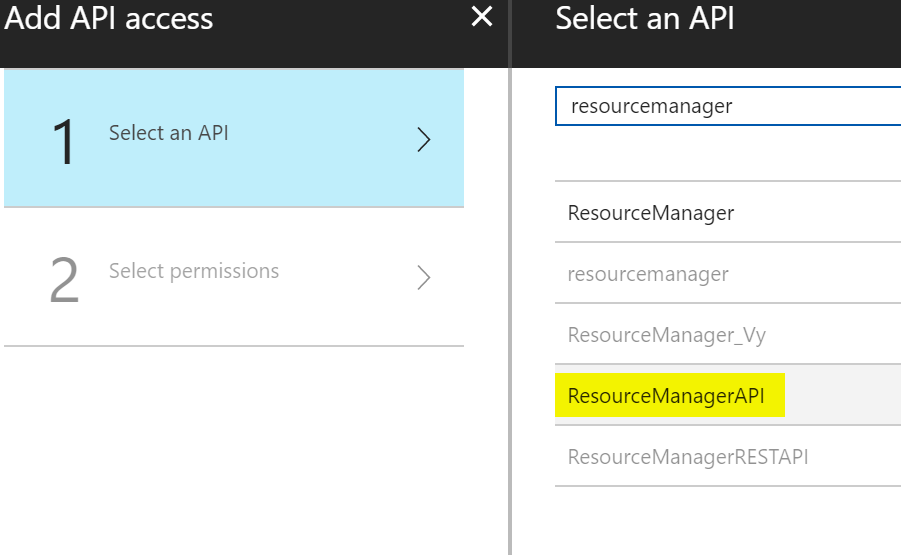 Add API access
1
Select an API
2
Select permissions
Select an API
resourcemanager
ResourceManager
resourcemanager
ResourceManager_Vy
ResourceManagerAPI
ResourceManagerRESTAPI